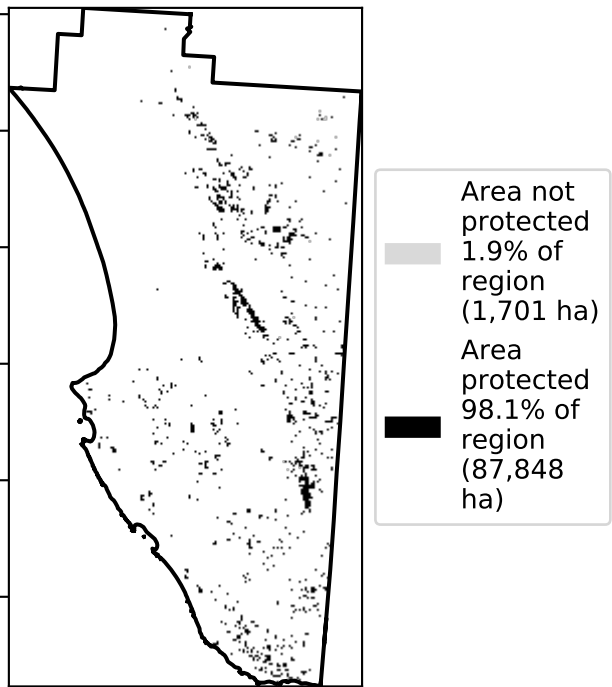 Area not
protected
1.9% of
region
(1,701 ha)
Area
protected
98.1% of
region
(87,848
ha)